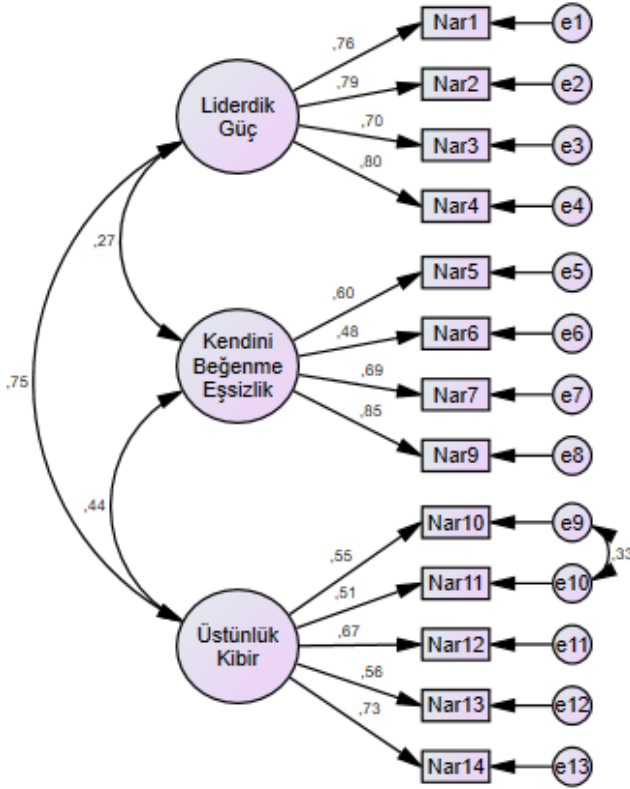 Nar1
e1
,76
Nar2
e2
,79
Liderdik
Güç
Nar3
e3
,70
Nar4
e4
,80
,27
Nar5
e5
,60
Nar6
e6
,48
Kendini
Beğenme
Eşsizlik
,75
Nar7
e7
,69
Nar9
e8
,85
,44
Nar10
e9
,55
,33
Nar11
e10
,51
Üstünlük
Kibir
Nar12
e11
,67
Nar13
e12
,56
Nar14
e13
,73